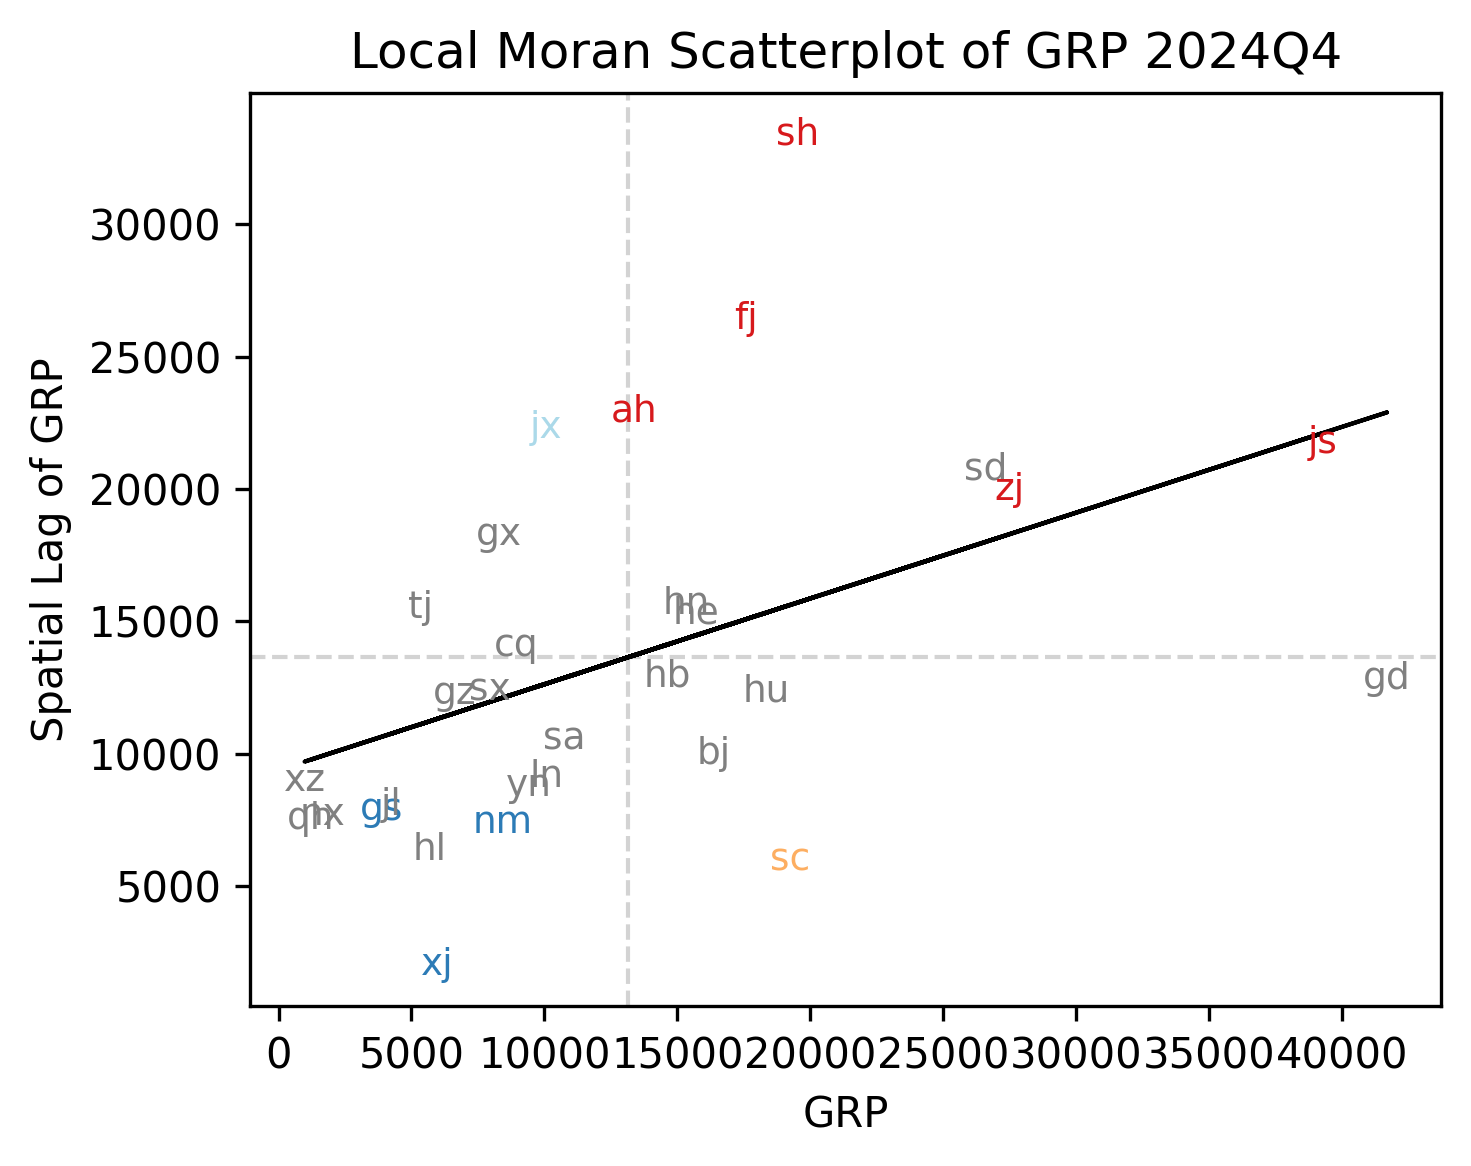 Local Moran Scatterplot of GRP 2024Q4
sh
30000
fj
25000
ah
jx
js
sd
20000
zj
gx
hn
tj
he
15000
cq
hb
gd
sx
gz
hu
sa
bj
10000
ln
yn
xz
jl
gs
nx
qh
nm
hl
sc
5000
xj
Spatial Lag of GRP
0 5000 10000 15000 20000 25000 30000 35000 40000
GRP